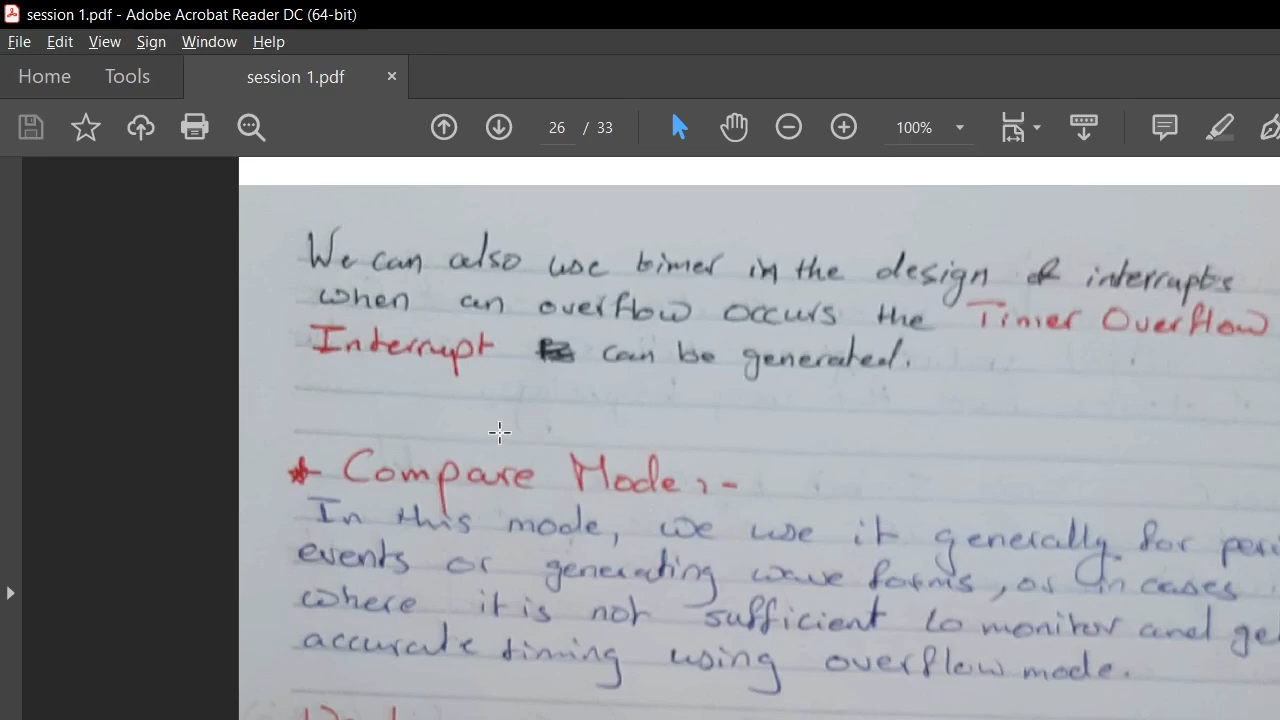 session 1.pdf - Adobe Acrobat Reader DC (64-bit)
File Edit View Sign Window Help
Home Tools session 1.pdf ×
26 / 33 100%
We can also use timer in the design of interrupts
when an overflow occurs the Timer Overflow
Interrupt can be generated.
* Compare Mode:-
In this mode, we use it generally for peri
events or generating wave forms, or in cases
where it is not sufficient to monitor and ge
accurate timing using overflow mode.